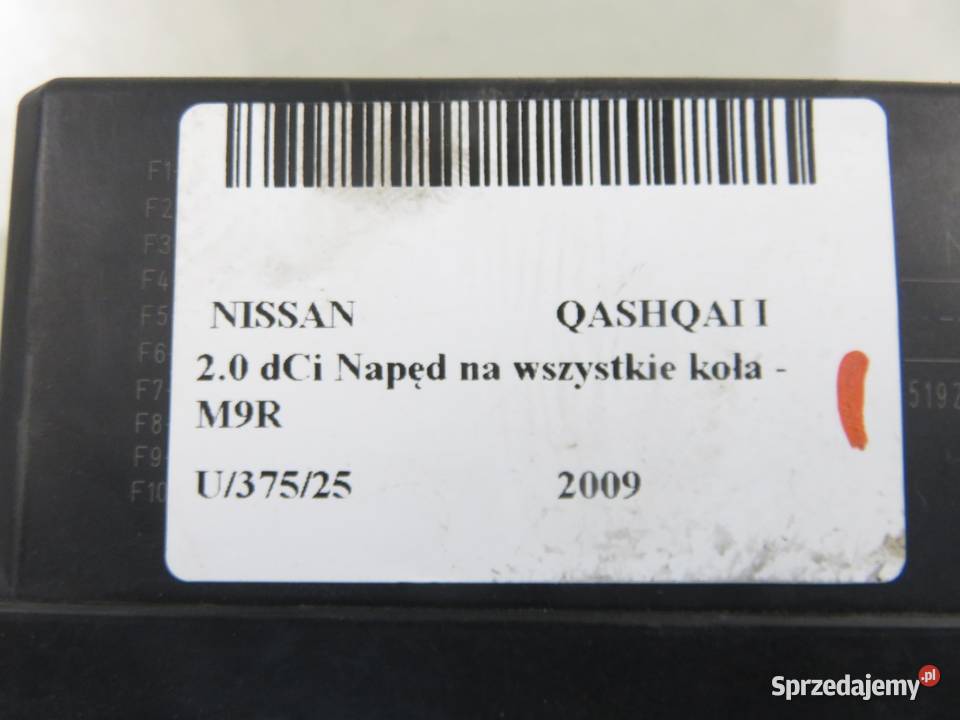 F1
F2
F3
F4
F5
F6
F7
F8
F9
F10
NISSAN QASHQAI I
2.0 dCi Napęd na wszystkie koła -
M9R
U/375/25 2009
519Z
Sprzedajemy.pl